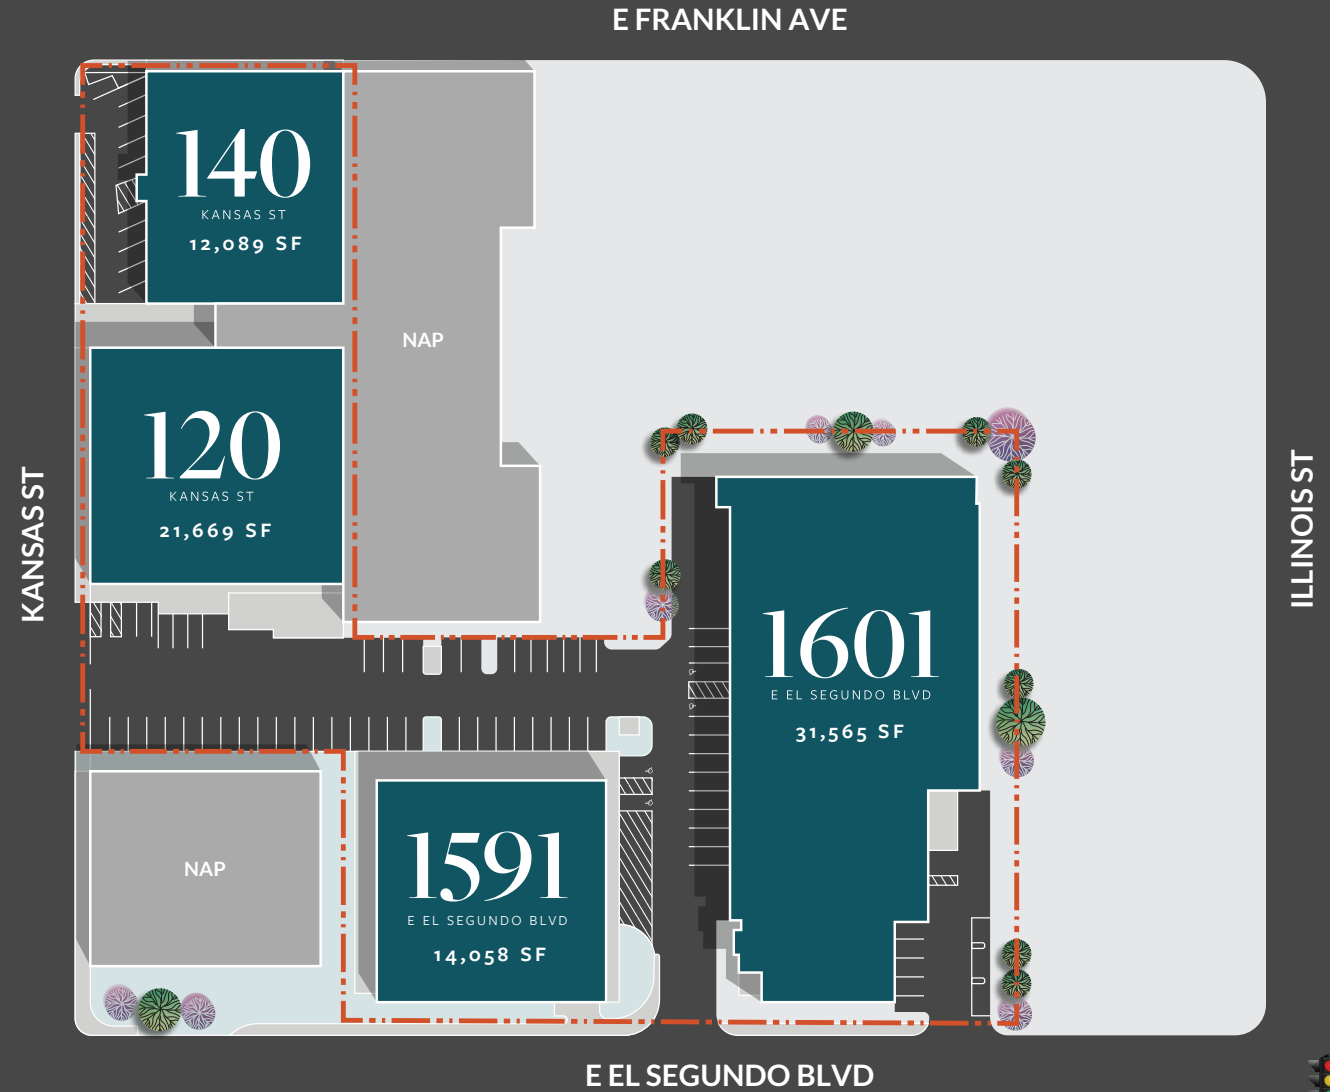 E FRANKLIN AVE
140
KANSAS ST
12,089 SF
NAP
120
KANSAS ST
21,669 SF
KANSAS ST
ILLINOIS ST
1601
E EL SEGUNDO BLVD
31,565 SF
NAP
1591
E EL SEGUNDO BLVD
14,058 SF
E EL SEGUNDO BLVD